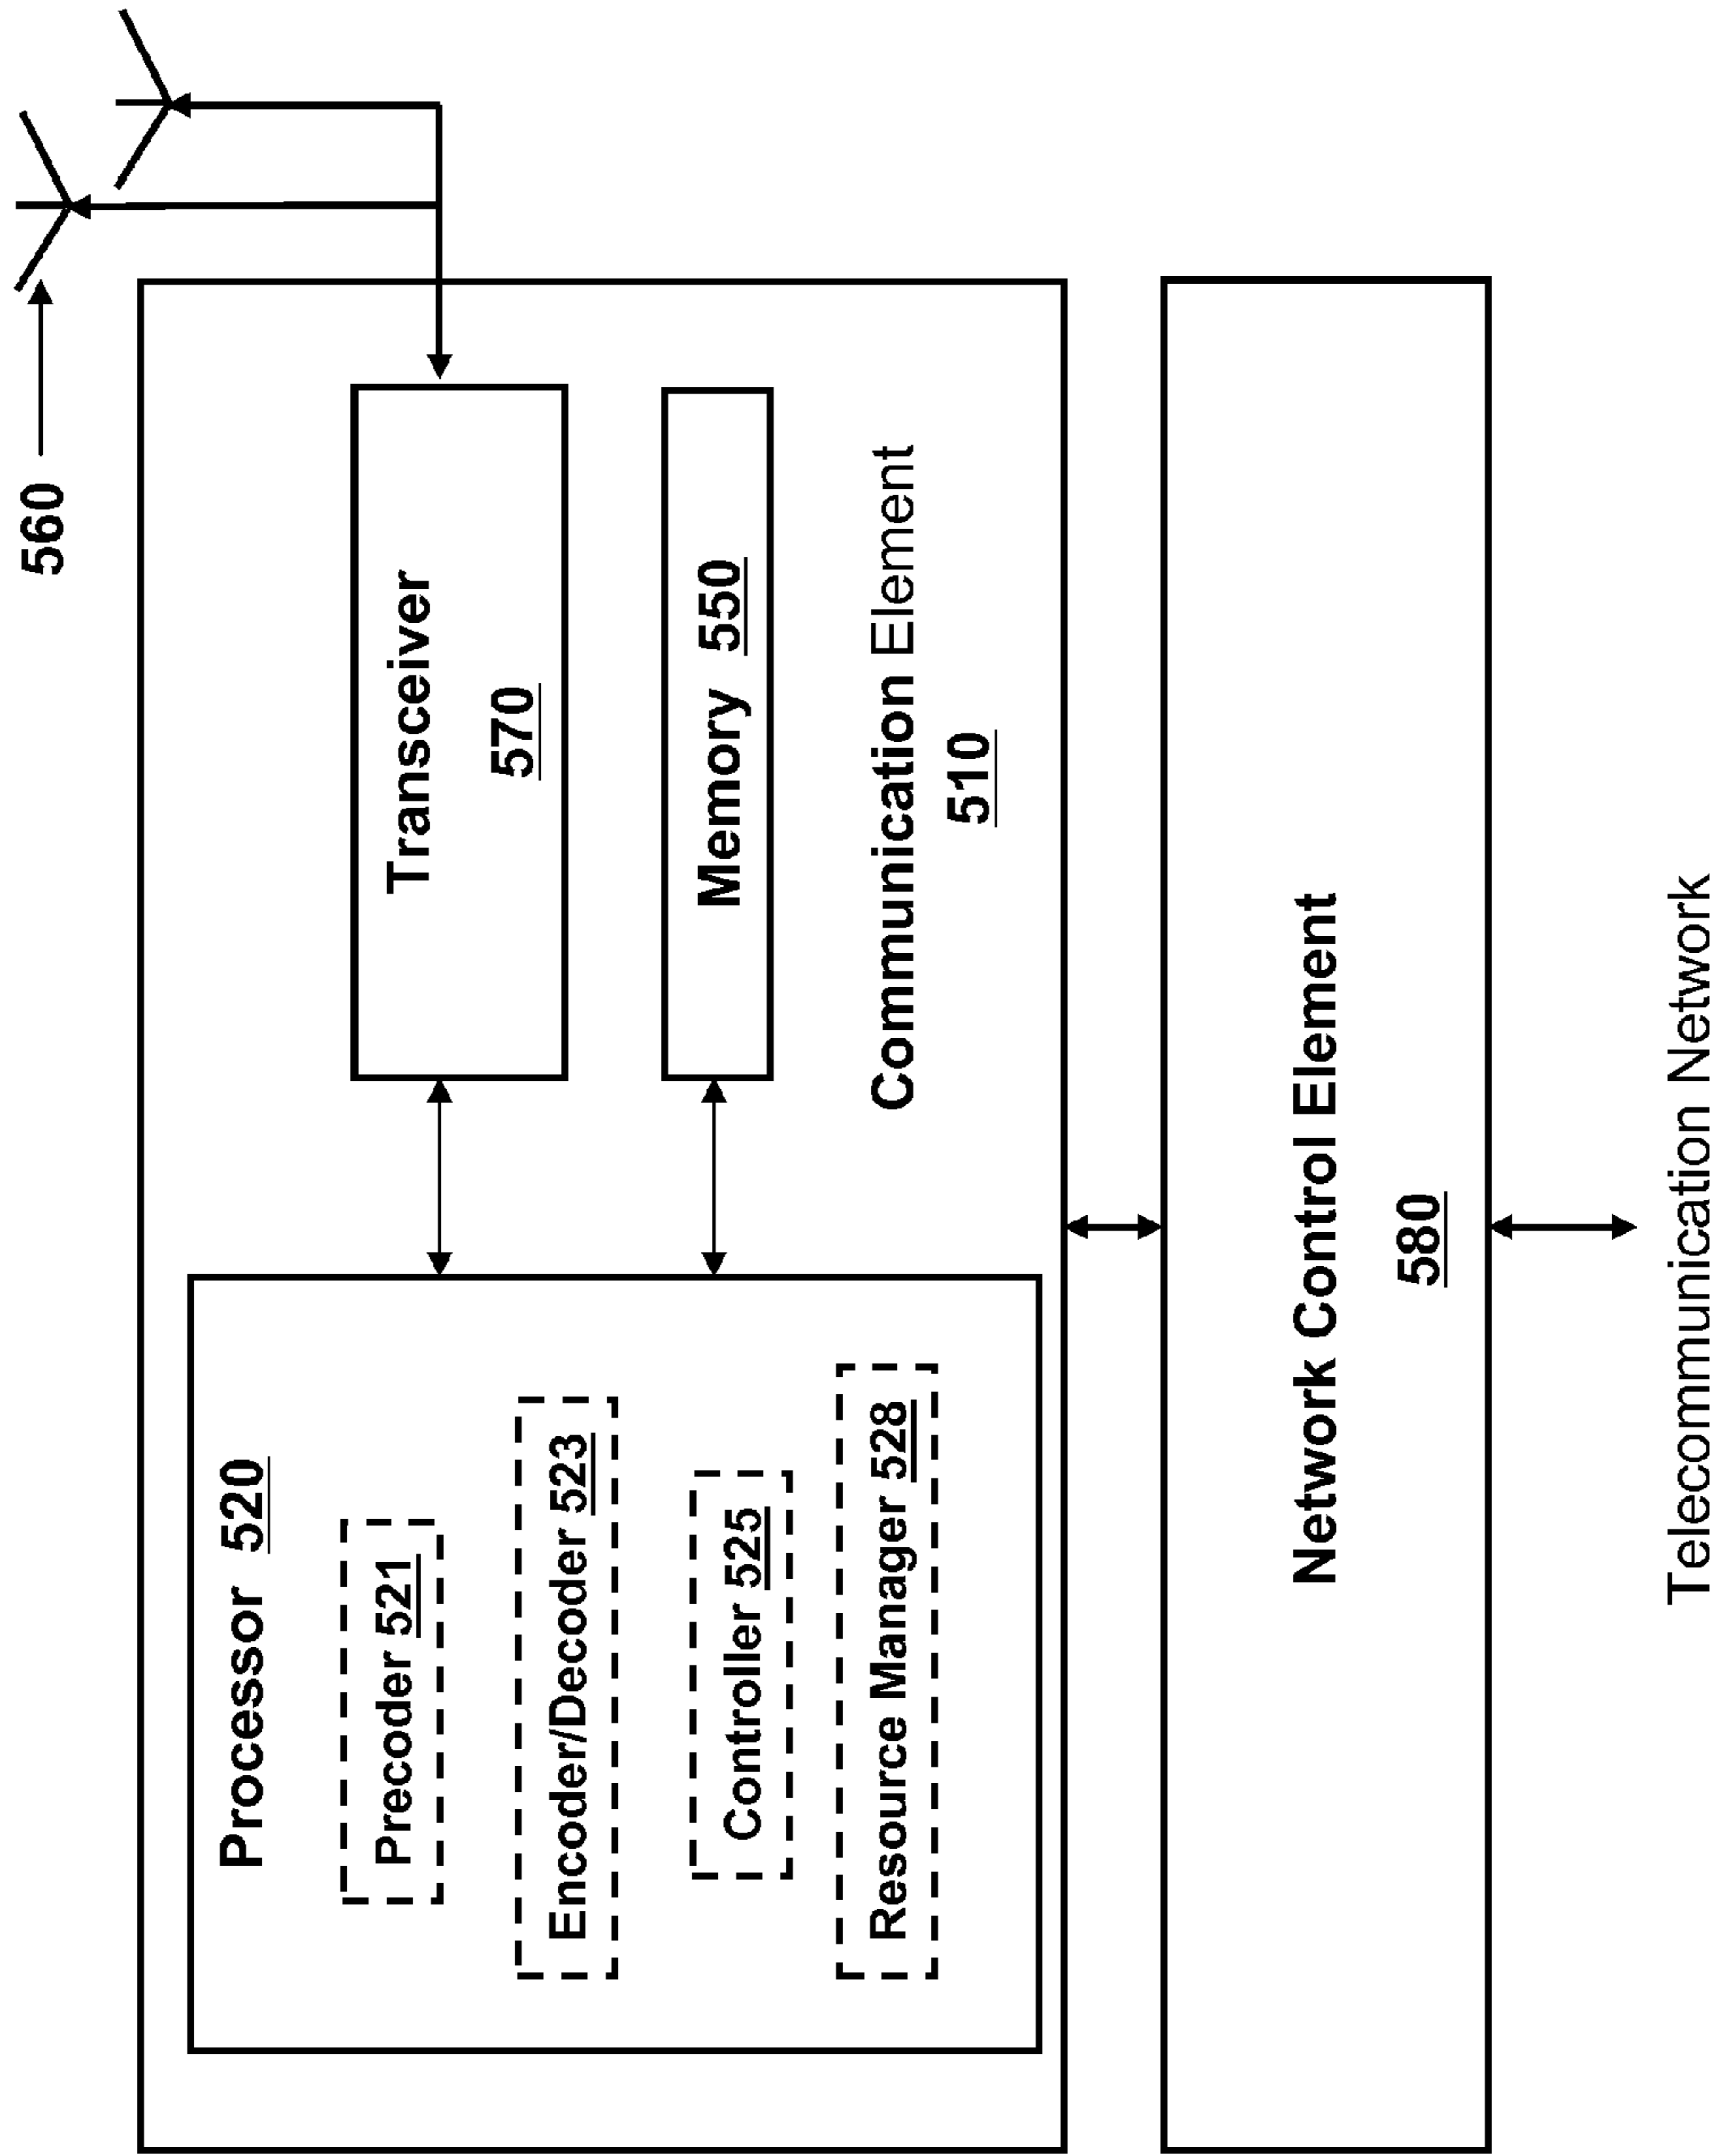 560
Processor 520
Precoder 521
Encoder/Decoder 523
Controller 525
Resource Manager 528
Transceiver
570
Memory 550
Communication Element
510
Network Control Element
580
Telecommunication Network